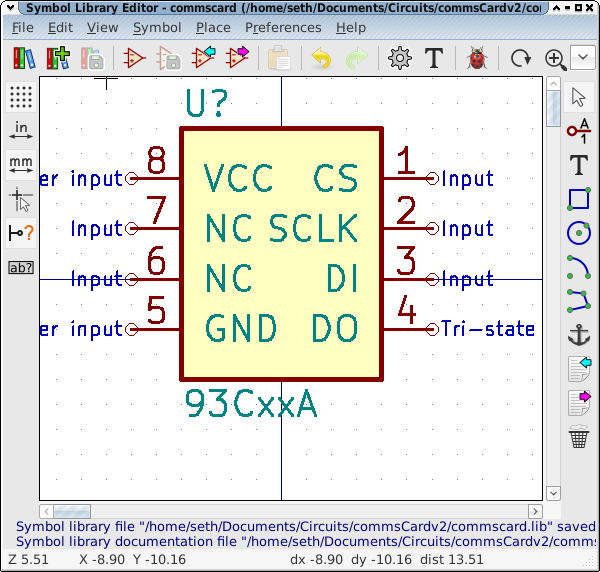 Symbol Library Editor - commscard (/home/seth/Documents/Circuits/commsCardv2/com
File Edit View Symbol Place Preferences Help
T
in
mm
?
ab?
A
1
T
U?
er input 8 VCC CS 1 Input
Input 7 NC SCLK 2 Input
Input 6 NC DI 3 Input
er input 5 GND DO 4 Tri-state
93CxxA
Symbol library file "/home/seth/Documents/Circuits/commsCardv2/commscard.lib" saved
Symbol library documentation file "/home/seth/Documents/Circuits/commsCardv2/comms
Z 5.51 X -8.90 Y -10.16 dx -8.90 dy -10.16 dist 13.51